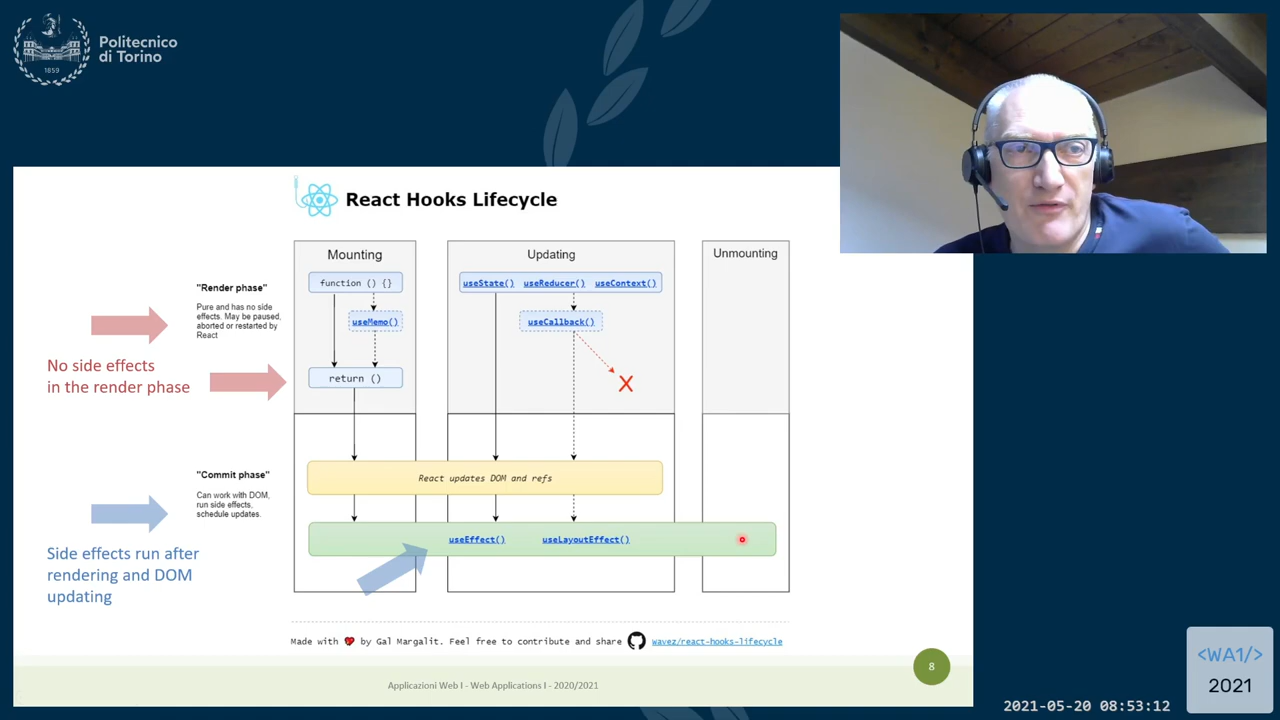 Politecnico
di Torino
1859
React Hooks Lifecycle
Mounting
Updating
Unmounting
"Render phase"
Pure and has no side
effects. May be paused,
aborted or restarted by
React
No side effects
in the render phase
function () {}
useMemo()
return ()
useState() useReducer() useContext()
useCallback()
X
"Commit phase"
Can work with DOM,
run side effects,
schedule updates.
Side effects run after
rendering and DOM
updating
React updates DOM and refs
useEffect() useLayoutEffect()
Made with by Gal Margalit. Feel free to contribute and share wavez/react-hooks-lifecycle
8
Applicazioni Web I - Web Applications I - 2020/2021
<WA1/>
2021
2021-05-20 08:53:12